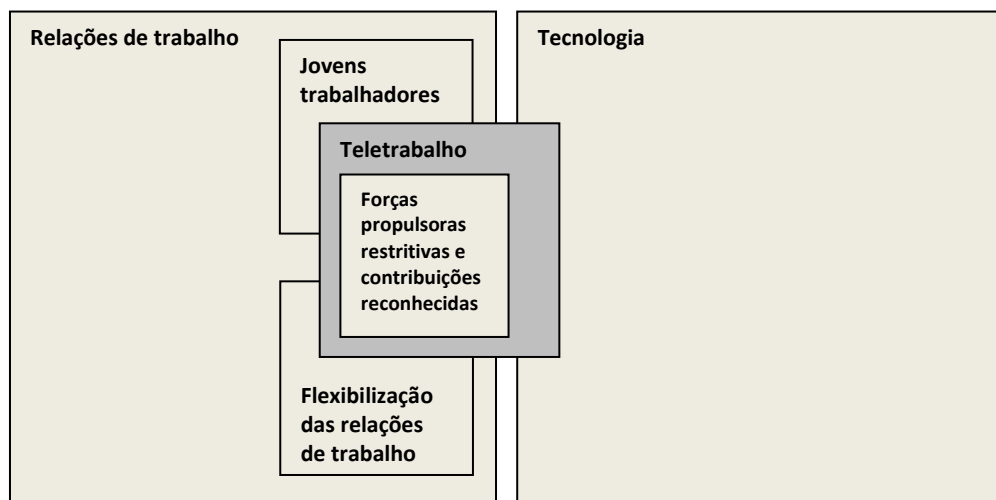 Relações de trabalho
Tecnologia
Jovens
trabalhadores
Teletrabalho
Forças
propulsoras
restritivas e
contribuições
reconhecidas
Flexibilização
das relações
de trabalho